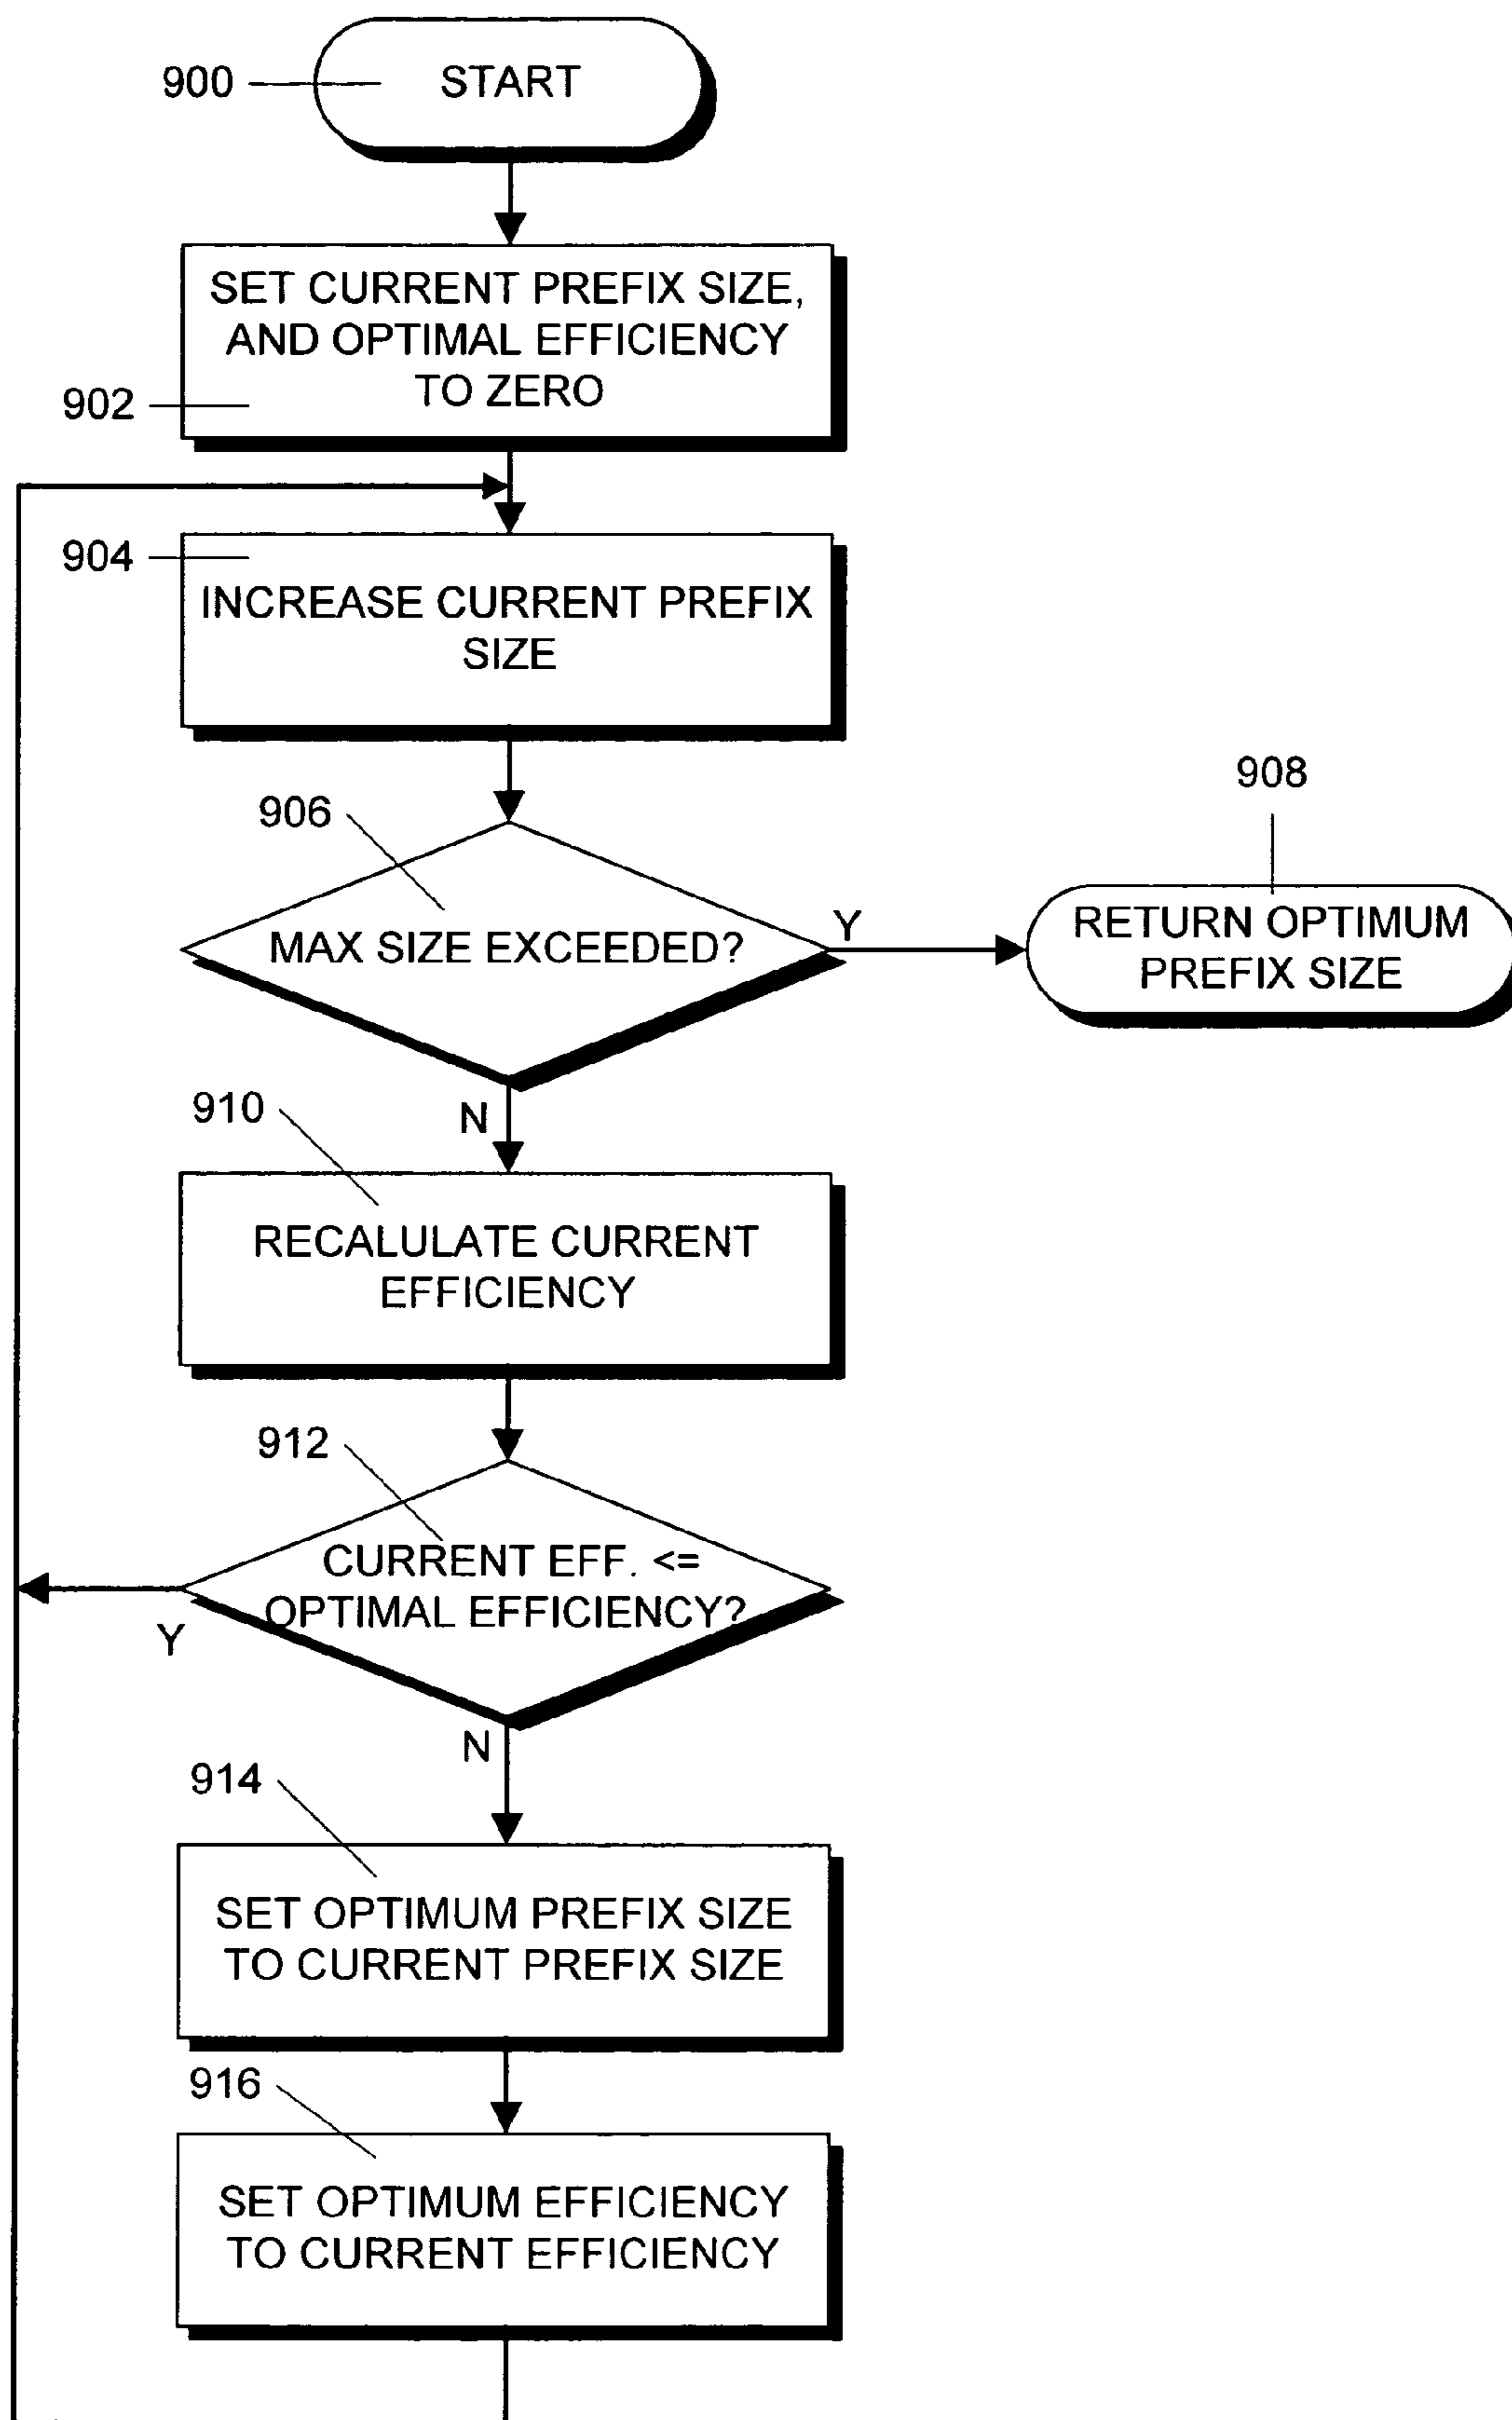 900
START
SET CURRENT PREFIX SIZE,
AND OPTIMAL EFFICIENCY
TO ZERO
902
904
INCREASE CURRENT PREFIX
SIZE
906
MAX SIZE EXCEEDED?
Y
908
RETURN OPTIMUM
PREFIX SIZE
N
910
RECALULATE CURRENT
EFFICIENCY
912
CURRENT EFF. <=
OPTIMAL EFFICIENCY?
Y
N
914
SET OPTIMUM PREFIX SIZE
TO CURRENT PREFIX SIZE
916
SET OPTIMUM EFFICIENCY
TO CURRENT EFFICIENCY